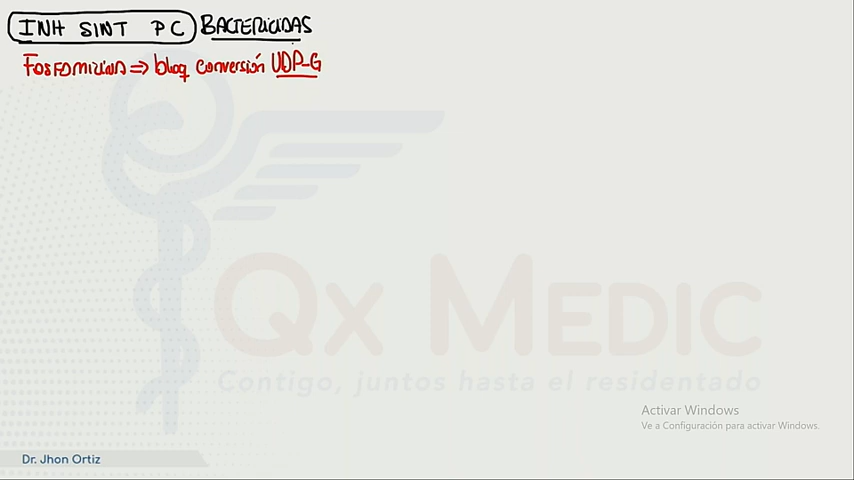 INH SINT PC BACTERICIDAS
FOSFOMICINA => bloq conversión UDP-G
Qx MEDIC
Contigo, juntos hasta el residentado
Activar Windows
Ve a Configuración para activar Windows.
Dr. Jhon Ortiz